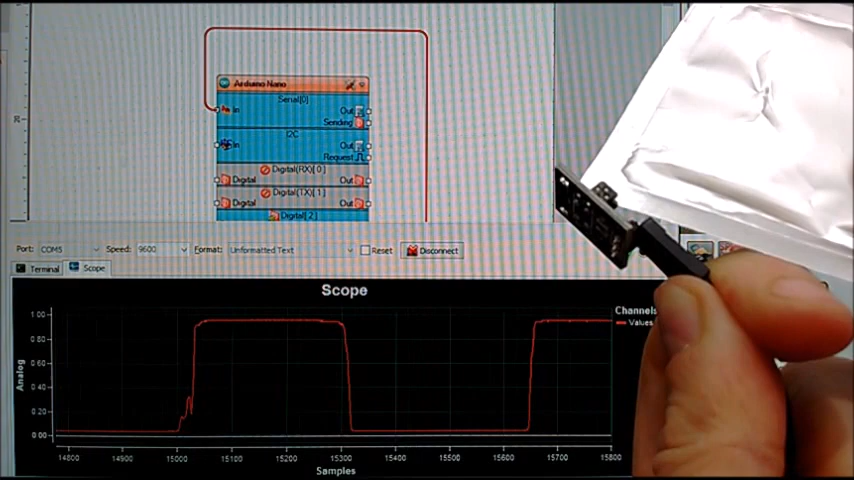 Arduino Nano
Serial[0]
In Out
Sending
I2C
In Out
Request
Digital(RX)[ 0 ]
Digital Out
Digital(TX)[ 1 ]
Digital Out
Digital[ 2 ]
20
Port: COM5 Speed: 9600 Format: Unformatted Text Reset Disconnect
Terminal Scope
Scope
Channels
Values
Analog
1.00
0.80
0.60
0.40
0.20
0.00
14800 14900 15000 15100 15200 15300 15400 15500 15600 15700 15800
Samples